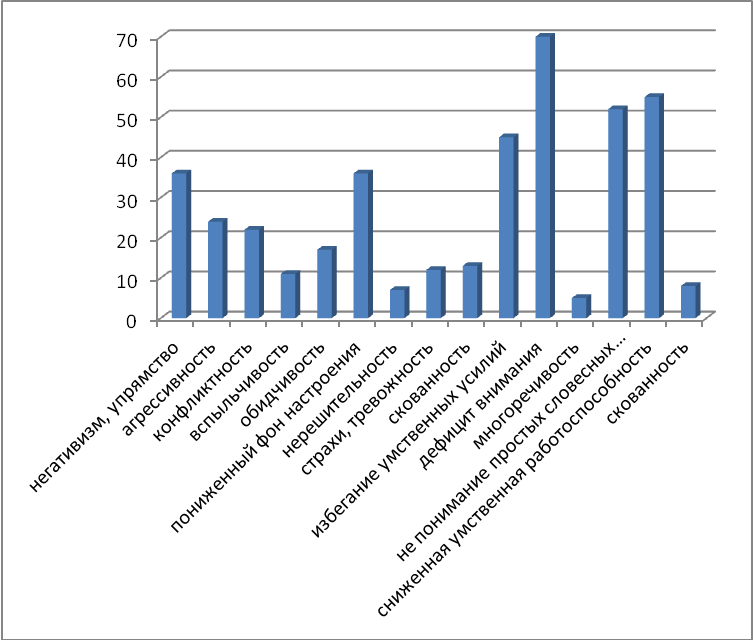 70
60
50
40
30
20
10
0
негативизм, упрямство
агрессивность
конфликтность
вспыльчивость
обидчивость
пониженный фон настроения
нерешительность
страхи, тревожность
скованность
избегание умственных усилий
дефицит внимания
многоречивость
не понимание простых словесных...
сниженная умственная работоспособность
скованность